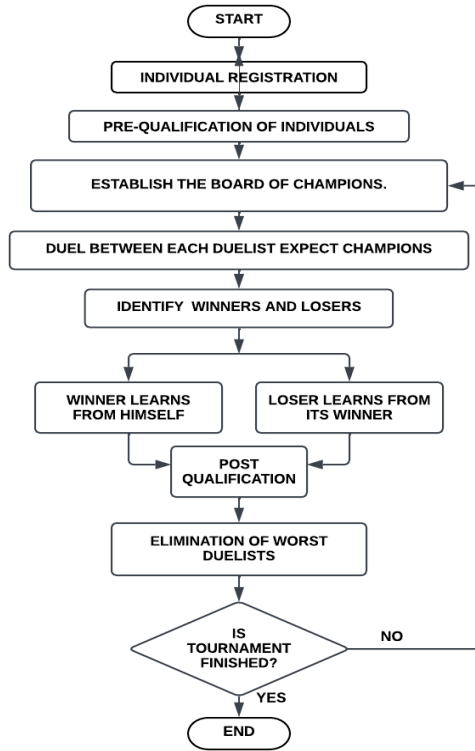 START
INDIVIDUAL REGISTRATION
PRE-QUALIFICATION OF INDIVIDUALS
ESTABLISH THE BOARD OF CHAMPIONS.
DUEL BETWEEN EACH DUELIST EXPECT CHAMPIONS
IDENTIFY WINNERS AND LOSERS
WINNER LEARNS
FROM HIMSELF
LOSER LEARNS FROM
ITS WINNER
POST
QUALIFICATION
ELIMINATION OF WORST
DUELISTS
IS
TOURNAMENT
FINISHED?
NO
YES
END